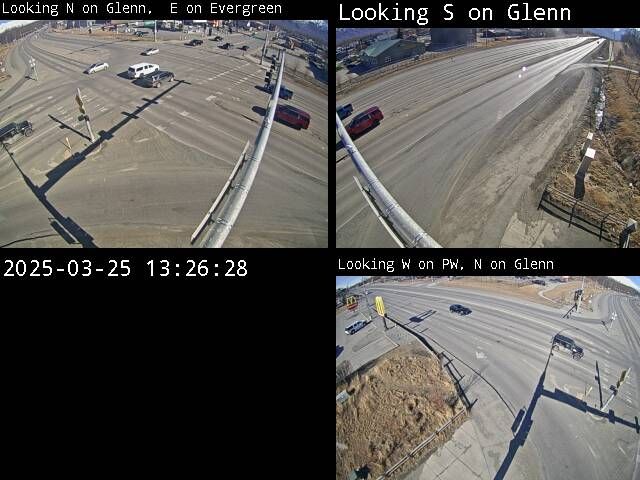 Looking N on Glenn,  E on Evergreen
Looking S on Glenn
2025-03-25 13:26:28
Looking W on PW, N on Glenn